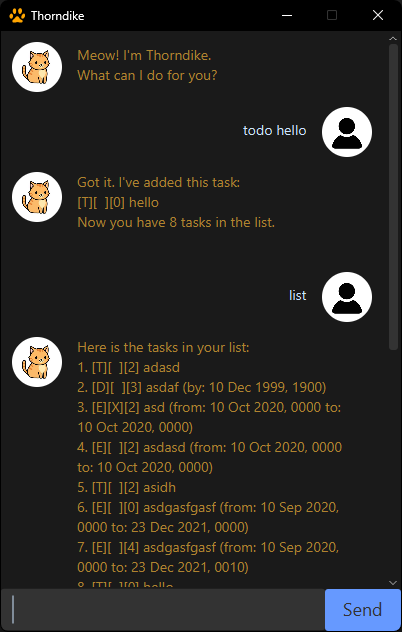 Thorndike
Meow! I'm Thorndike.
What can I do for you?
todo hello
Got it. I've added this task:
[T][  ][0] hello
Now you have 8 tasks in the list.
list
Here is the tasks in your list:
1. [T][  ][2] adasd
2. [D][  ][3] asdaf (by: 10 Dec 1999, 1900)
3. [E][X][2] asd (from: 10 Oct 2020, 0000 to:
10 Oct 2020, 0000)
4. [E][  ][2] asdasd (from: 10 Oct 2020, 0000
to: 10 Oct 2020, 0000)
5. [T][  ][2] asidh
6. [E][  ][0] asdgasfgasf (from: 10 Sep 2020,
0000 to: 23 Dec 2021, 0000)
7. [E][  ][4] asdgasfgasf (from: 10 Sep 2020,
0000 to: 23 Dec 2021, 0010)
8. [T][  ][0] hello
Send